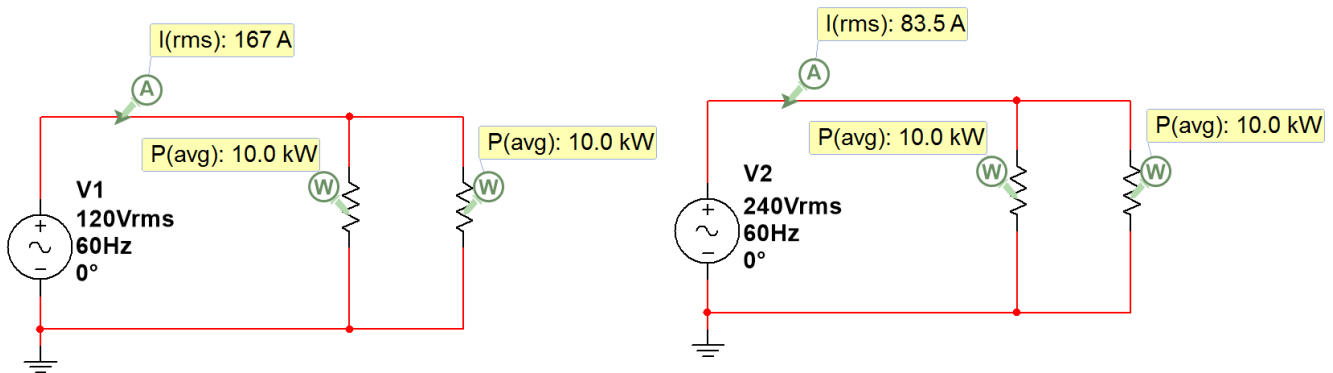 I(rms): 167 A
A
P(avg): 10.0 kW
P(avg): 10.0 kW
W
W
V1
120Vrms
60Hz
0°
I(rms): 83.5 A
A
P(avg): 10.0 kW
P(avg): 10.0 kW
W
W
V2
240Vrms
60Hz
0°